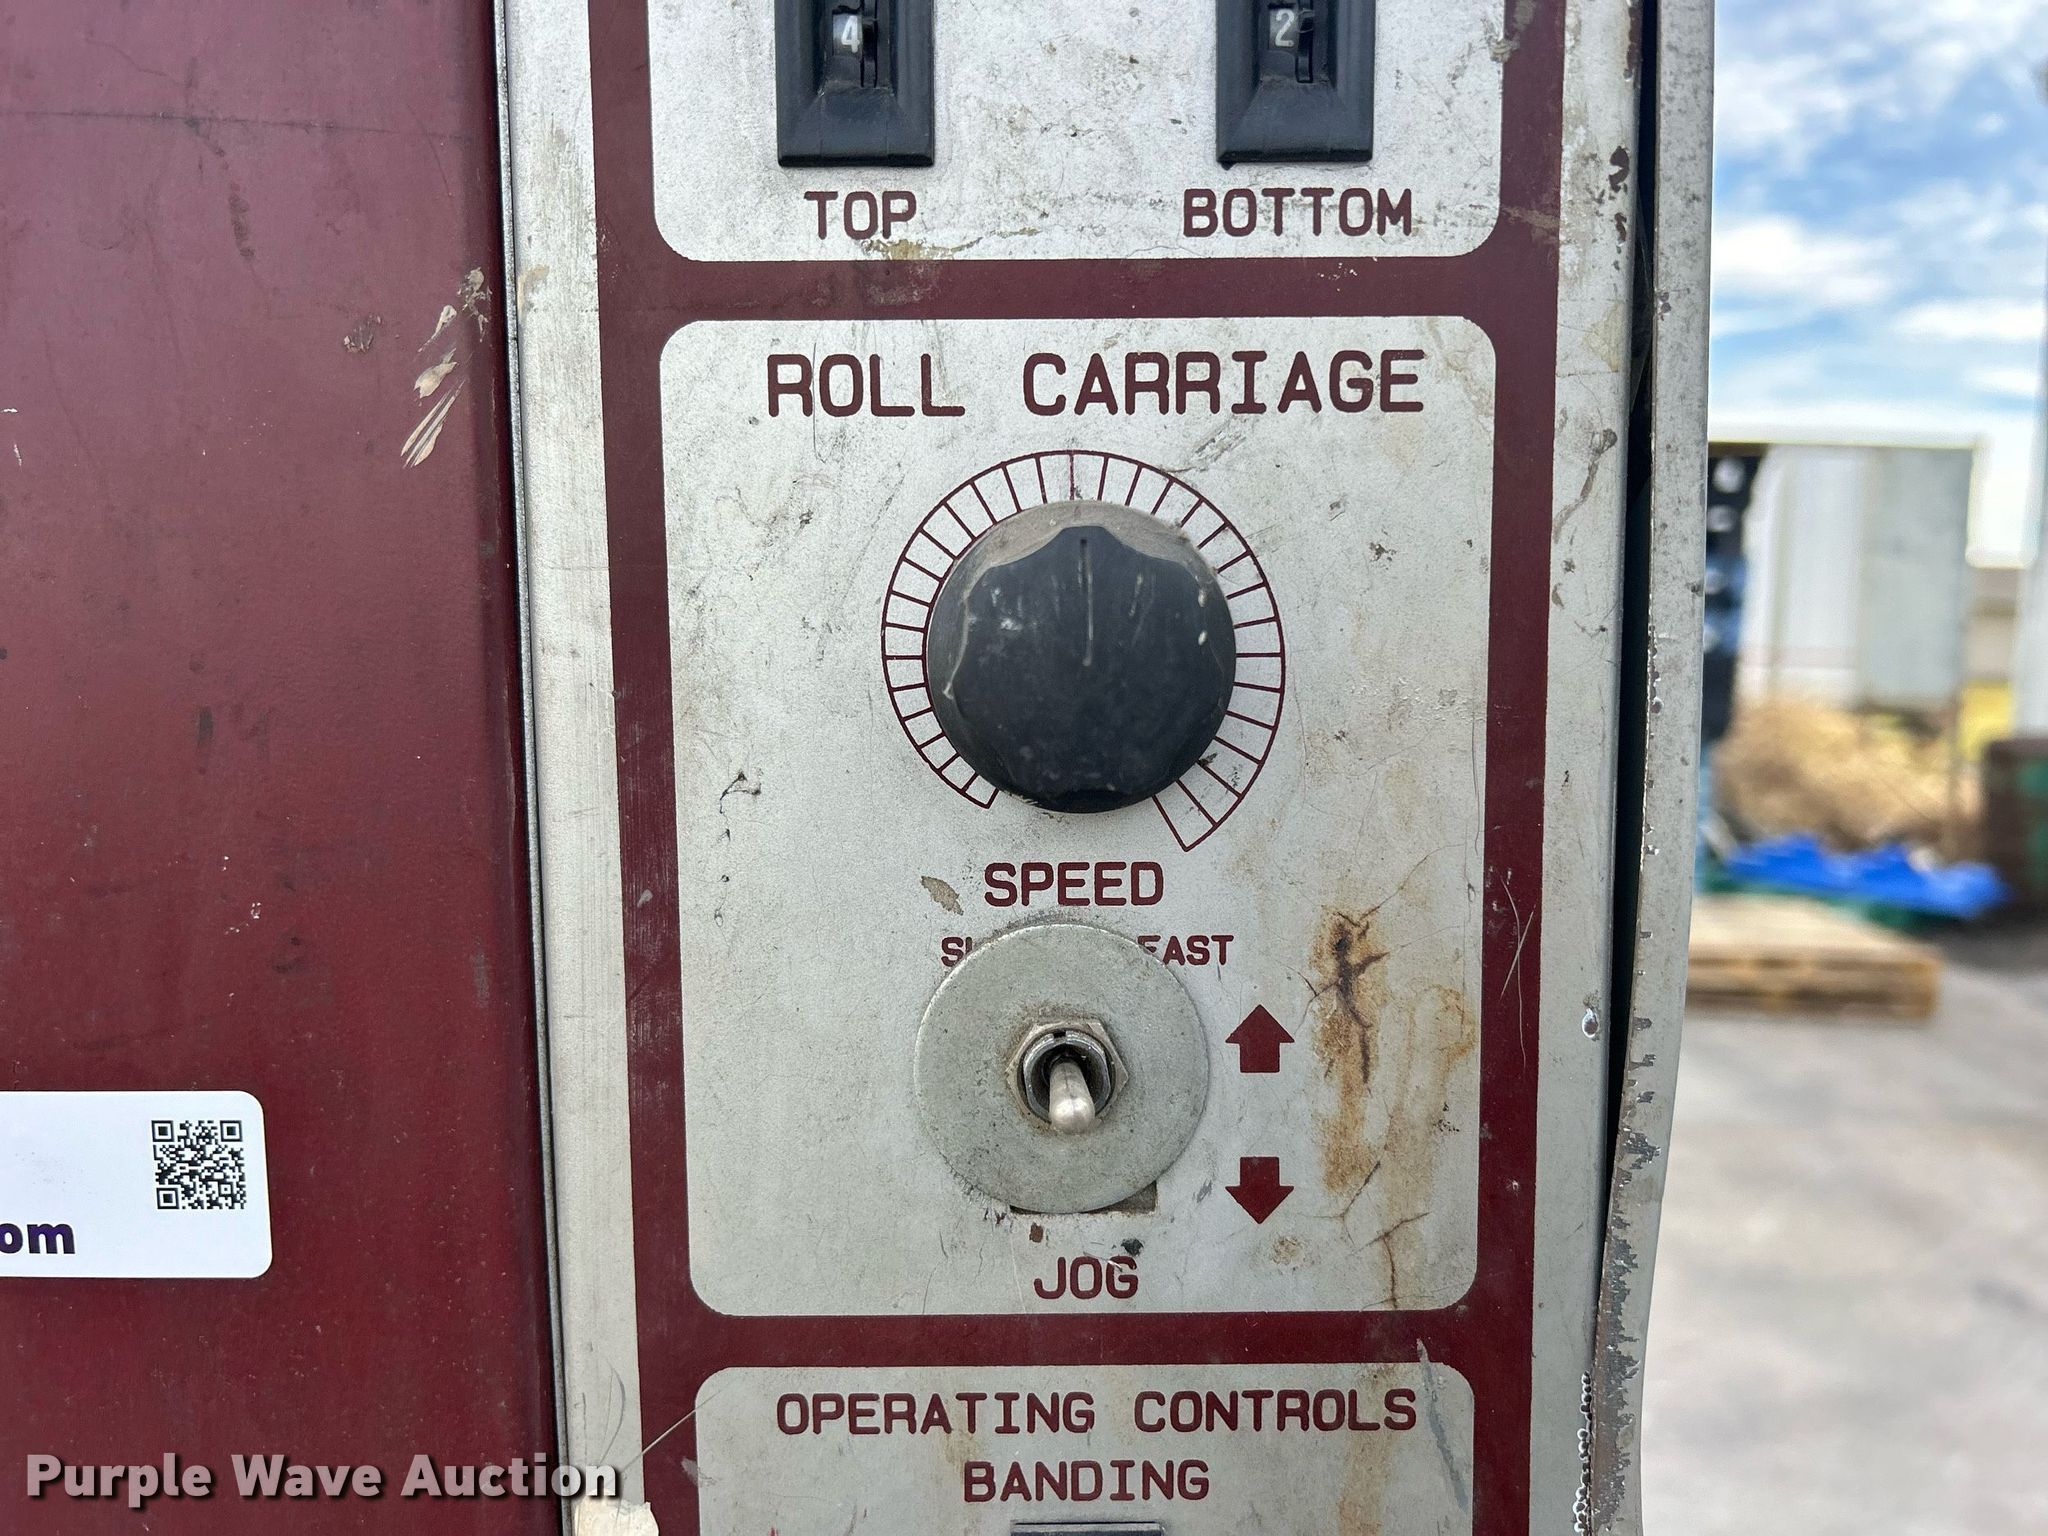 4 2
TOP BOTTOM
ROLL CARRIAGE
SPEED
FAST
JOG
OPERATING CONTROLS
BANDING
om
Purple Wave Auction